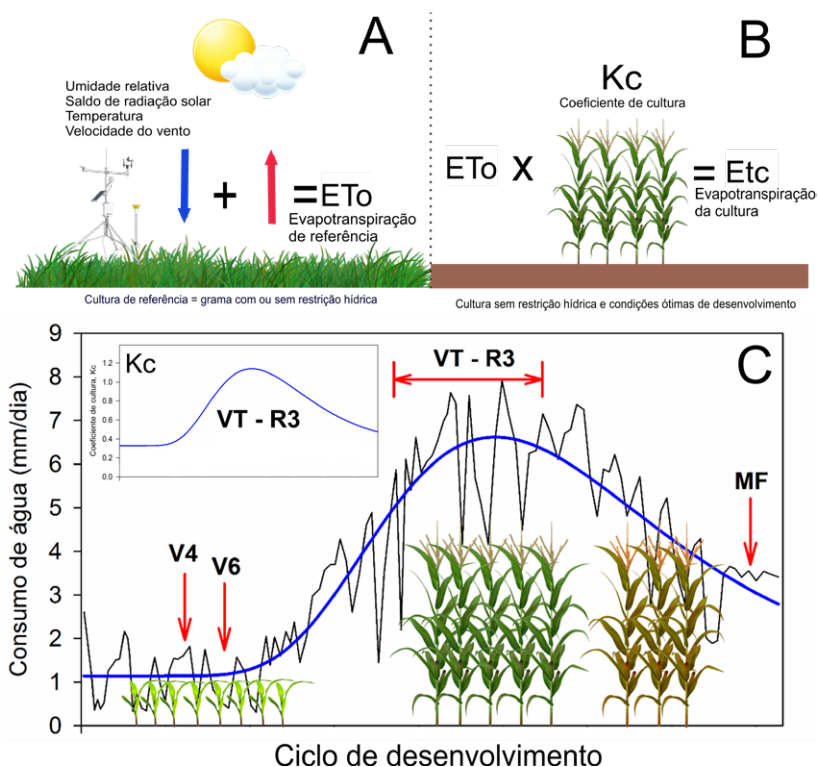 A
Umidade relativa
Saldo de radiação solar
Temperatura
Velocidade do vento
+
=ETo
Evapotranspiração
de referência
Cultura de referência = grama com ou sem restrição hídrica
B
Kc
Coeficiente de cultura
ETo X = Etc
Evapotranspiração
da cultura
Cultura sem restrição hídrica e condições ótimas de desenvolvimento
C
Consumo de água (mm/dia)
9
8
7
6
5
4
3
2
1
0
Kc
Coeficiente de cultura, Kc
1.2
1.0
0.8
0.6
0.4
0.2
0.0
VT - R3
VT - R3
V4
V6
MF
Ciclo de desenvolvimento